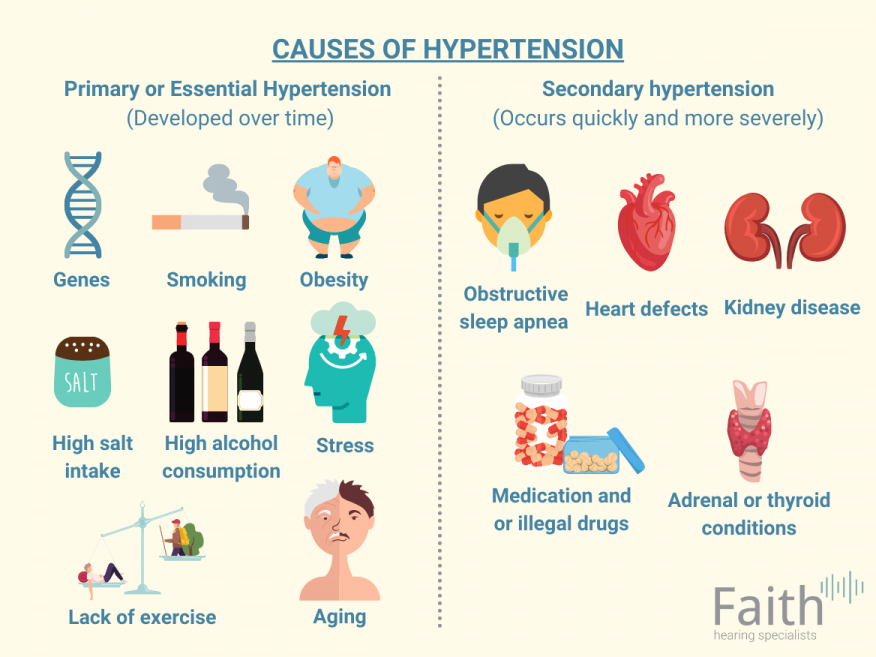 CAUSES OF HYPERTENSION
Primary or Essential Hypertension
(Developed over time)
Genes
Smoking
Obesity
SALT
High salt
intake
High alcohol
consumption
Stress
Lack of exercise
Aging
Secondary hypertension
(Occurs quickly and more severely)
Obstructive
sleep apnea
Heart defects
Kidney disease
Medication and
or illegal drugs
Adrenal or thyroid
conditions
Faith
hearing specialists